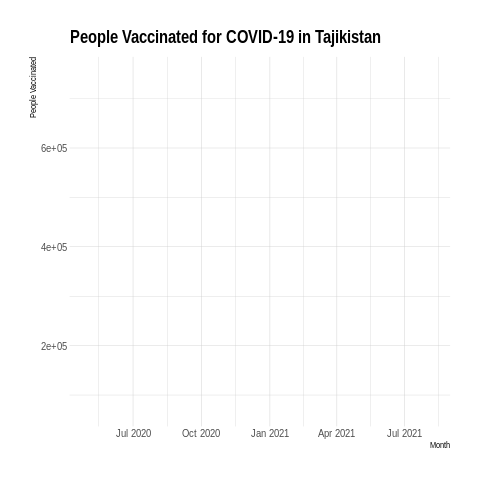 People Vaccinated for COVID-19 in Tajikistan
People Vaccinated
6e+05
4e+05
2e+05
Jul 2020 Oct 2020 Jan 2021 Apr 2021 Jul 2021
Month